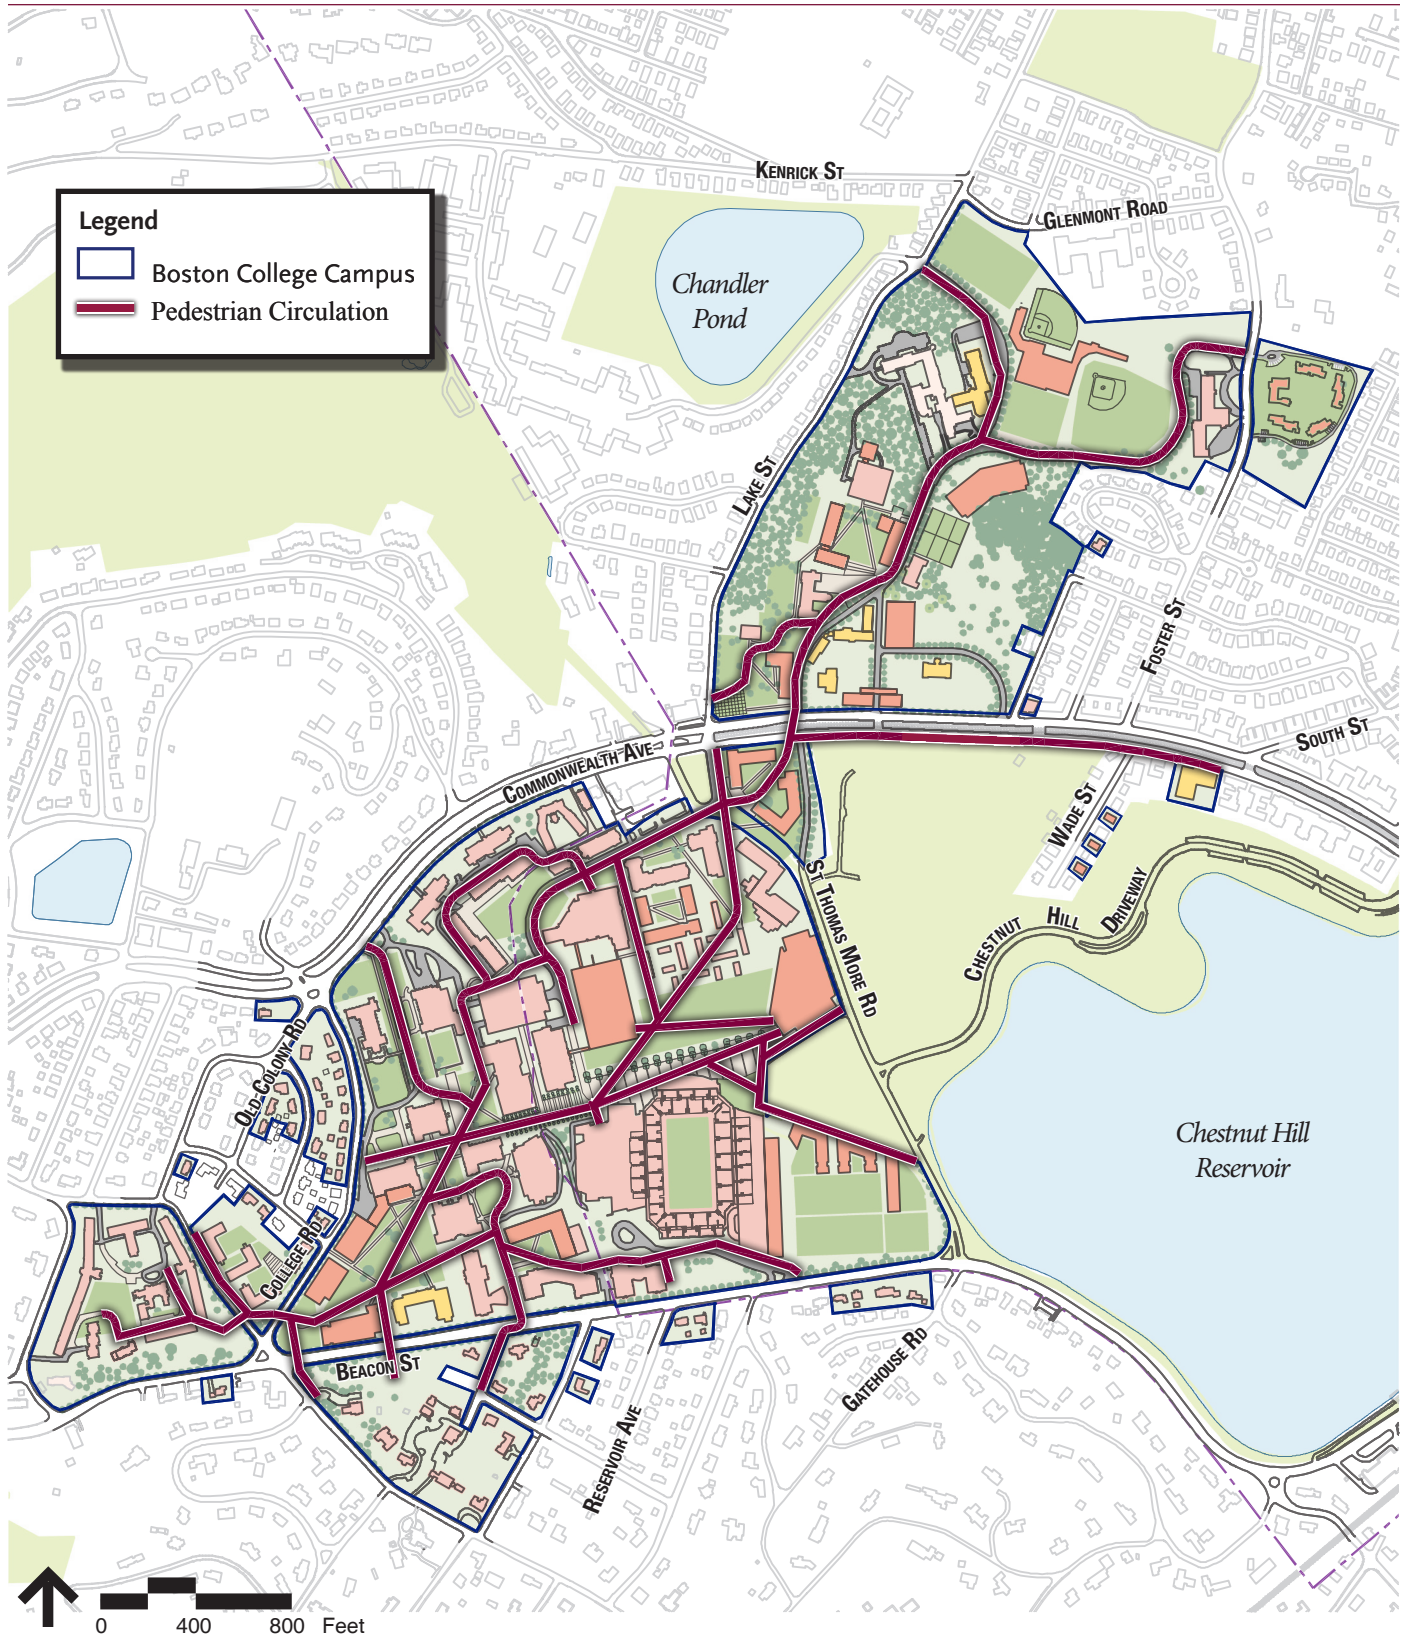 Kenrick St
Glenmont Road
Legend
Boston College Campus
Pedestrian Circulation
Chandler
Pond
Lake St
Foster St
South St
Commonwealth Ave
Wade St
St Thomas More Rd
Chestnut Hill Driveway
Old Colony Rd
Chestnut Hill
Reservoir
College Rd
Beacon St
Gatehouse Rd
Reservoir Ave
0 400 800 Feet